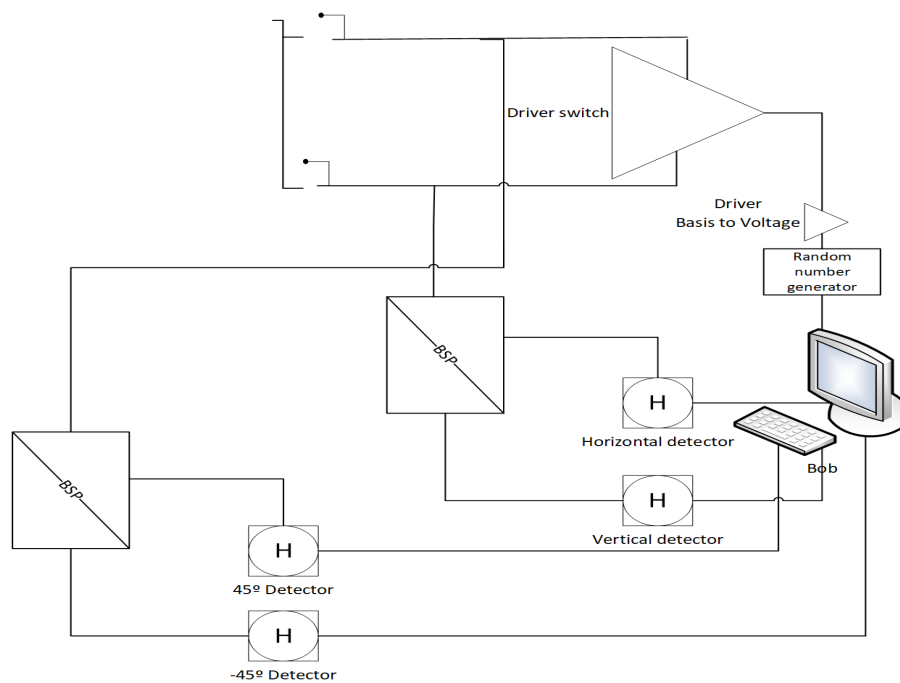 Driver switch
Driver
Basis to Voltage
Random
number
generator
BSP
H
Horizontal detector
Bob
BSP
H
Vertical detector
H
45º Detector
H
-45º Detector